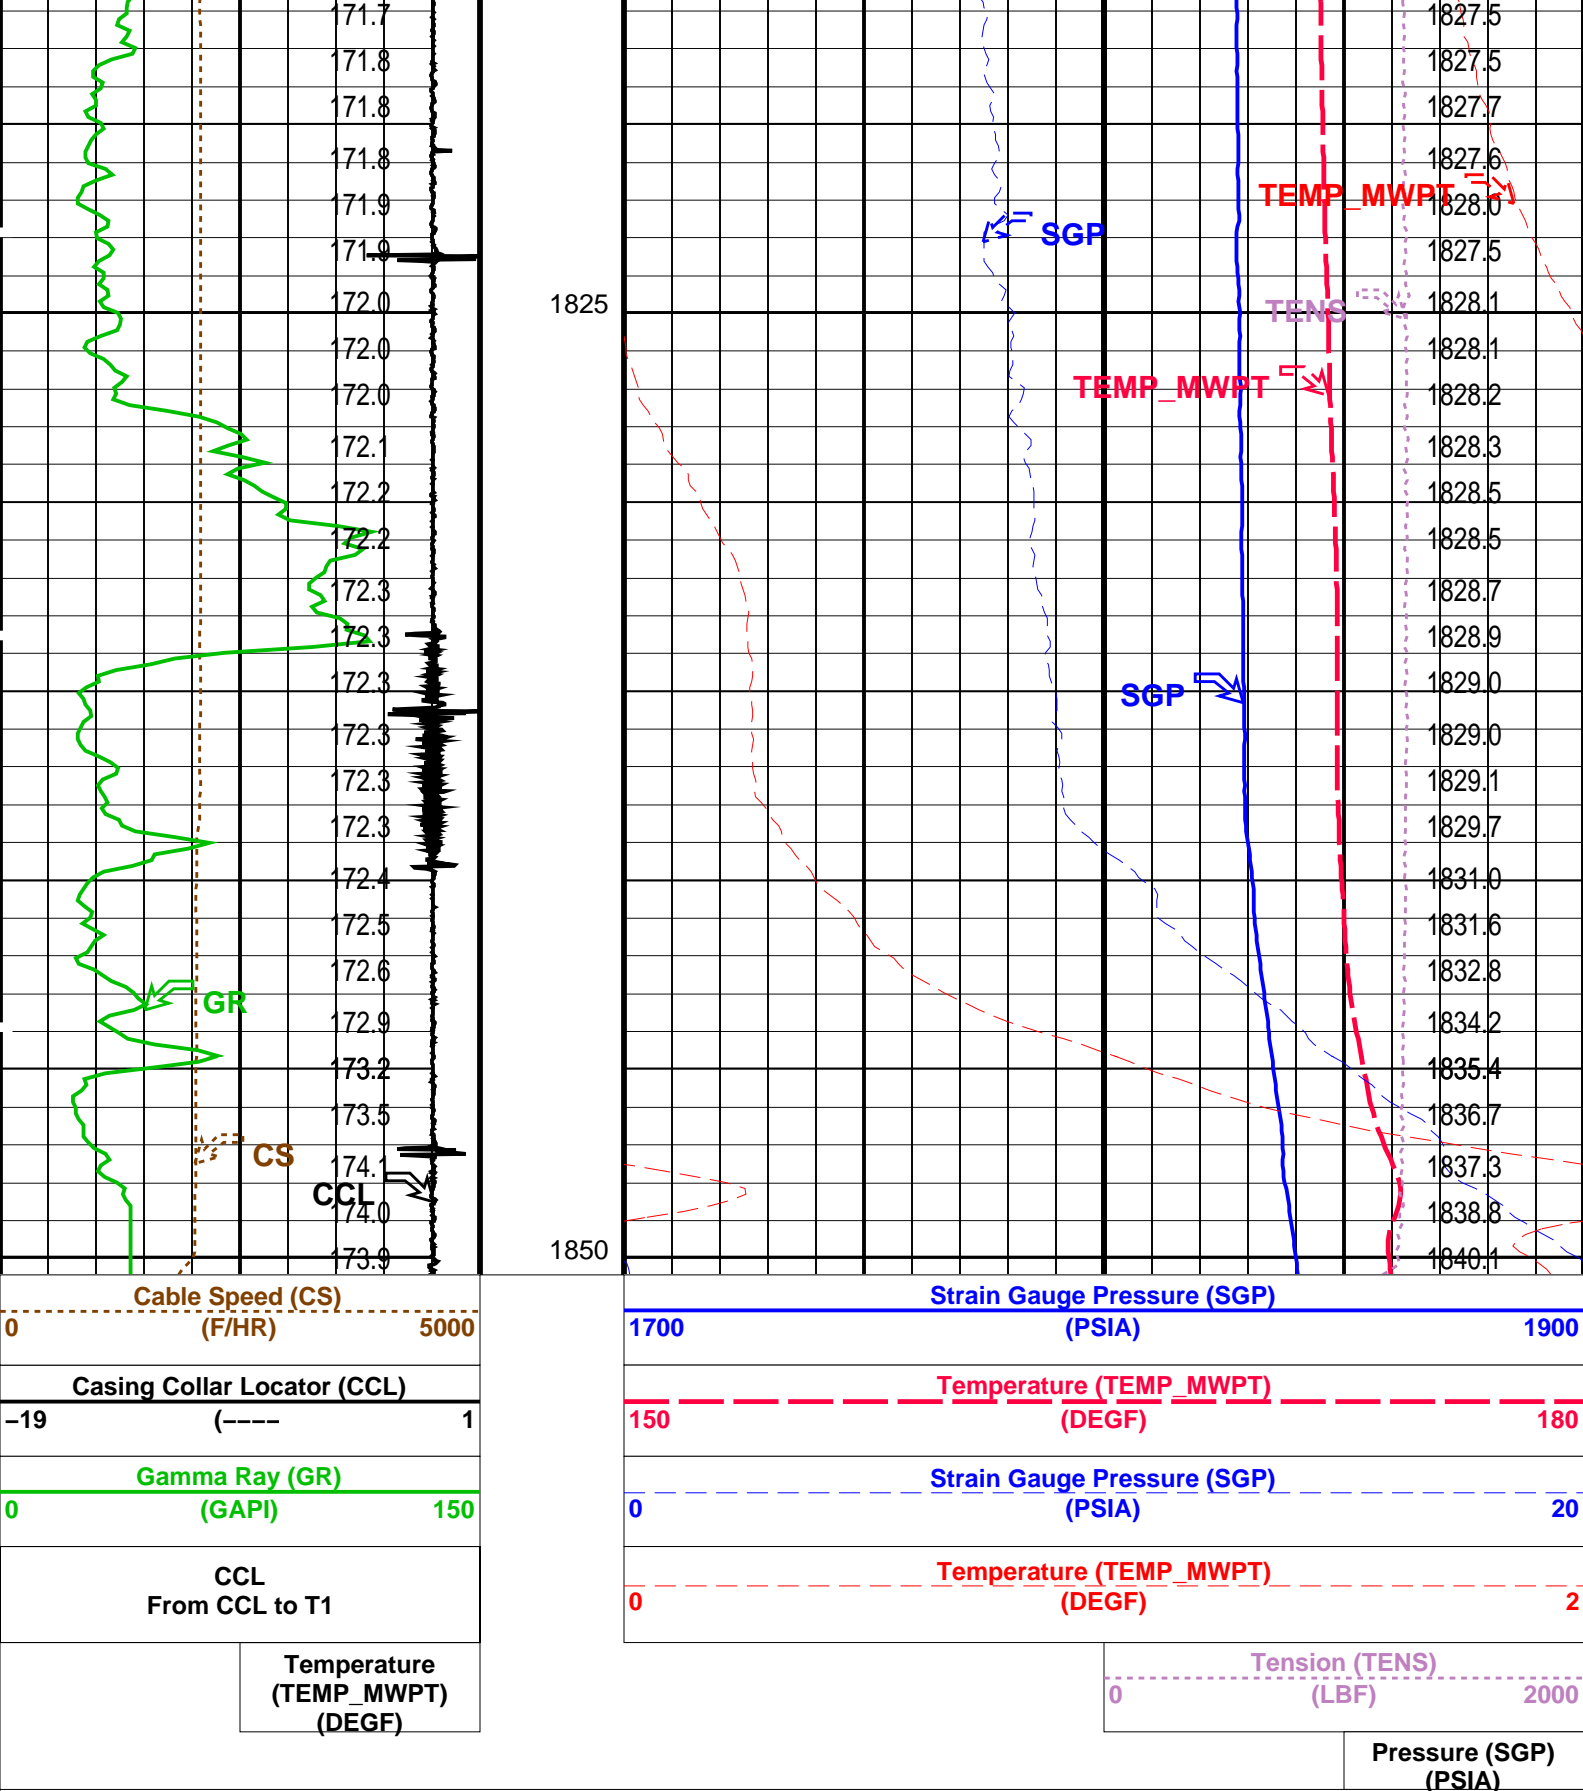 171.7
171.8
171.8
171.8
171.9
171.9
172.0
172.0
172.0
172.1
172.2
172.2
172.3
172.3
172.3
172.3
172.3
172.3
172.4
172.5
172.6
172.9
173.2
173.5
174.1
174.0
173.9
GR
CS
CCL
1825
1850
1827.5
1827.5
1827.7
1827.6
1828.0
1827.5
1828.1
1828.1
1828.2
1828.3
1828.5
1828.5
1828.7
1828.9
1829.0
1829.0
1829.1
1829.7
1831.0
1831.6
1832.8
1834.2
1835.4
1836.7
1837.3
1838.8
1840.1
TEMP_MWPT
SGP
TENS
TEMP_MWPT
SGP
Cable Speed (CS)
0 (F/HR) 5000
Casing Collar Locator (CCL)
−19 (−−−− 1
Gamma Ray (GR)
0 (GAPI) 150
CCL
From CCL to T1
Temperature
(TEMP_MWPT)
(DEGF)
Strain Gauge Pressure (SGP)
1700 (PSIA) 1900
Temperature (TEMP_MWPT)
150 (DEGF) 180
Strain Gauge Pressure (SGP)
0 (PSIA) 20
Temperature (TEMP_MWPT)
0 (DEGF) 2
Tension (TENS)
0 (LBF) 2000
Pressure (SGP)
(PSIA)